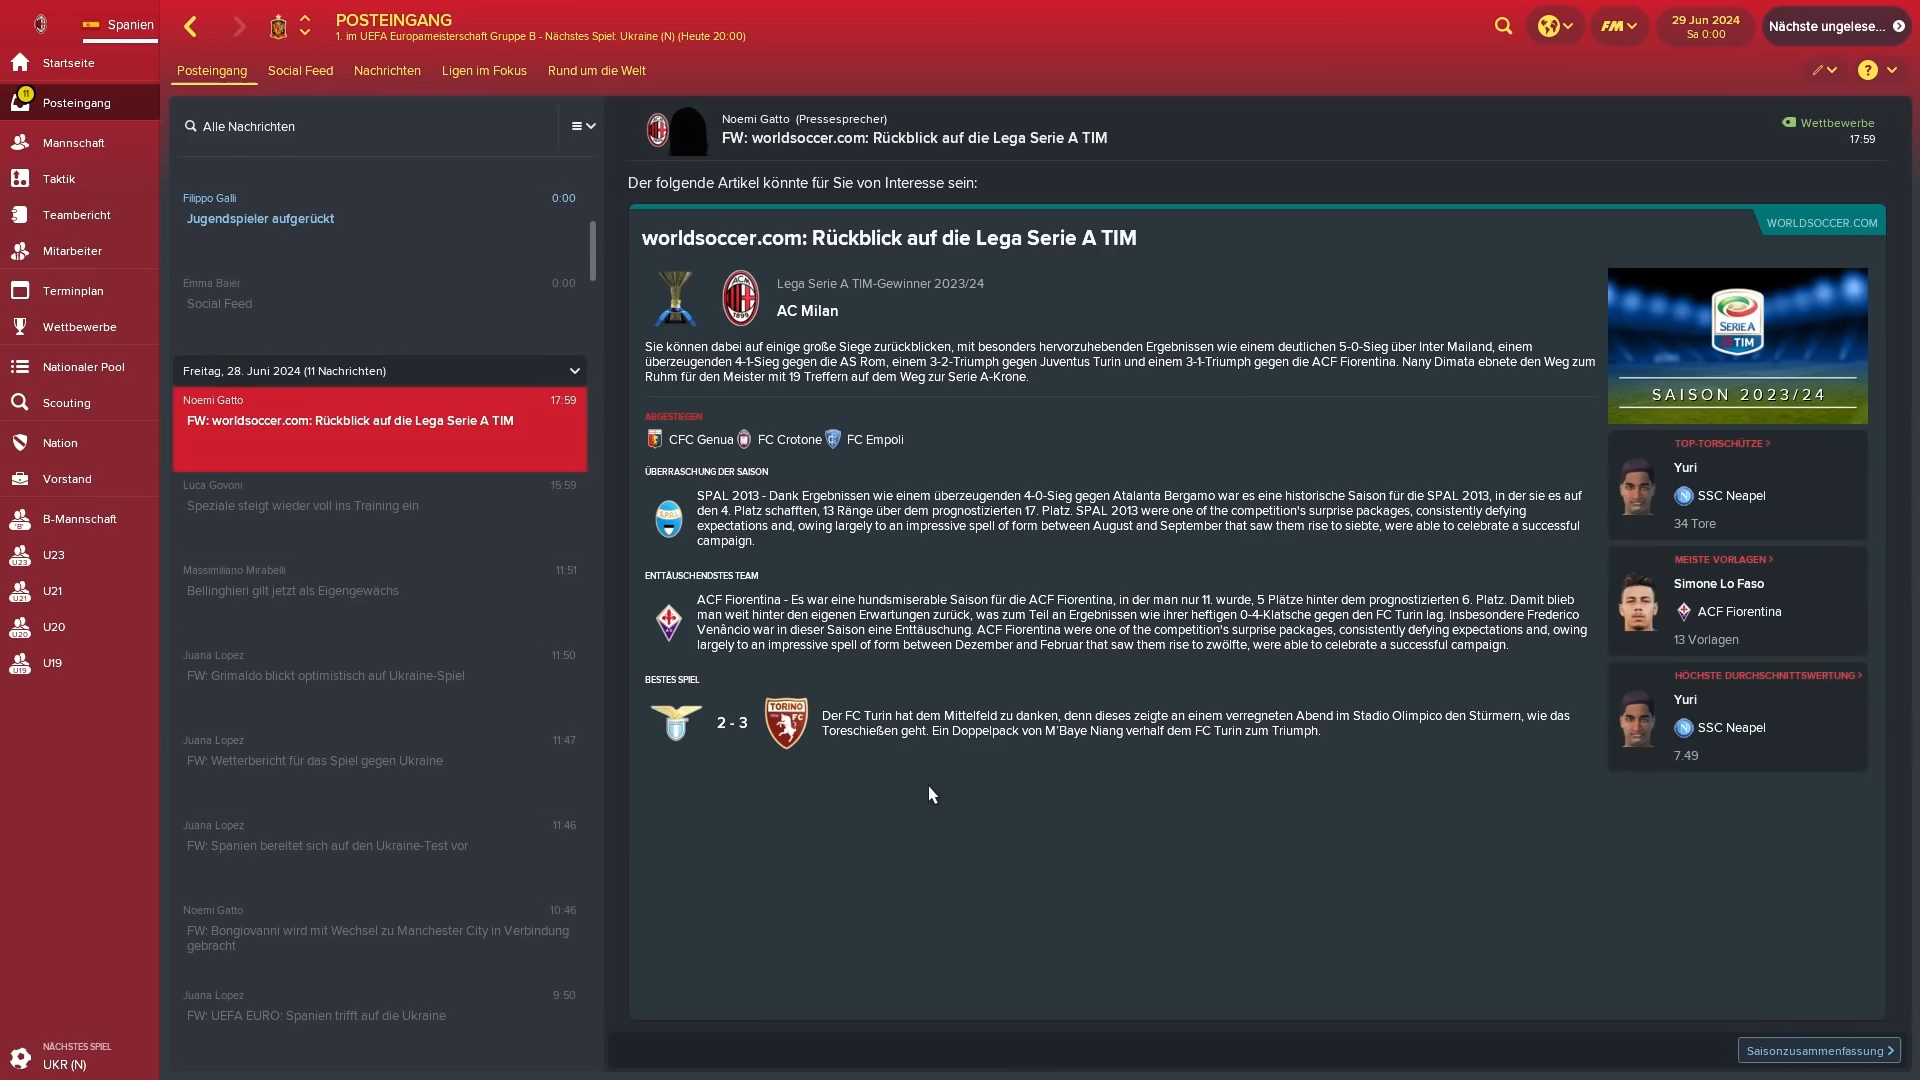 Spanien
POSTEINGANG
1. im UEFA Europameisterschaft Gruppe B - Nächstes Spiel: Ukraine (N) (Heute 20:00)
FM
29 Jun 2024
Sa 0:00
Nächste ungelese...
Posteingang
Social Feed
Nachrichten
Ligen im Fokus
Rund um die Welt
?
Startseite
11
Posteingang
Mannschaft
Taktik
Teambericht
Mitarbeiter
Terminplan
Wettbewerbe
Nationaler Pool
Scouting
Nation
Vorstand
'B'
B-Mannschaft
U23
U23
U21
U21
U20
U20
U19
U19
NÄCHSTES SPIEL
UKR (N)
Alle Nachrichten
Filippo Galli
0:00
Jugendspieler aufgerückt
Emma Baier
0:00
Social Feed
Freitag, 28. Juni 2024 (11 Nachrichten)
Noemi Gatto
17:59
FW: worldsoccer.com: Rückblick auf die Lega Serie A TIM
Luca Govoni
15:59
Speziale steigt wieder voll ins Training ein
Massimiliano Mirabelli
11:51
Bellinghieri gilt jetzt als Eigengewächs
Juana Lopez
11:50
FW: Grimaldo blickt optimistisch auf Ukraine-Spiel
Juana Lopez
11:47
FW: Wetterbericht für das Spiel gegen Ukraine
Juana Lopez
11:46
FW: Spanien bereitet sich auf den Ukraine-Test vor
Noemi Gatto
10:46
FW: Bongiovanni wird mit Wechsel zu Manchester City in Verbindung
gebracht
Juana Lopez
9:50
FW: UEFA EURO: Spanien trifft auf die Ukraine
Noemi Gatto (Pressesprecher)
FW: worldsoccer.com: Rückblick auf die Lega Serie A TIM
Wettbewerbe
17:59
Der folgende Artikel könnte für Sie von Interesse sein:
WORLDSOCCER.COM
worldsoccer.com: Rückblick auf die Lega Serie A TIM
ACM
1899
Lega Serie A TIM-Gewinner 2023/24
AC Milan
Sie können dabei auf einige große Siege zurückblicken, mit besonders hervorzuhebenden Ergebnissen wie einem deutlichen 5-0-Sieg über Inter Mailand, einem
überzeugenden 4-1-Sieg gegen die AS Rom, einem 3-2-Triumph gegen Juventus Turin und einem 3-1-Triumph gegen die ACF Fiorentina. Nany Dimata ebnete den Weg zum
Ruhm für den Meister mit 19 Treffern auf dem Weg zur Serie A-Krone.
ABGESTIEGEN
CFC Genua
FC Crotone
FC Empoli
ÜBERRASCHUNG DER SAISON
S.P.A.L.
SPAL 2013 - Dank Ergebnissen wie einem überzeugenden 4-0-Sieg gegen Atalanta Bergamo war es eine historische Saison für die SPAL 2013, in der sie es auf
den 4. Platz schafften, 13 Ränge über dem prognostizierten 17. Platz. SPAL 2013 were one of the competition's surprise packages, consistently defying
expectations and, owing largely to an impressive spell of form between August and September that saw them rise to siebte, were able to celebrate a successful
campaign.
ENTTÄUSCHENDSTES TEAM
ACF Fiorentina - Es war eine hundsmiserable Saison für die ACF Fiorentina, in der man nur 11. wurde, 5 Plätze hinter dem prognostizierten 6. Platz. Damit blieb
man weit hinter den eigenen Erwartungen zurück, was zum Teil an Ergebnissen wie ihrer heftigen 0-4-Klatsche gegen den FC Turin lag. Insbesondere Frederico
Venâncio war in dieser Saison eine Enttäuschung. ACF Fiorentina were one of the competition's surprise packages, consistently defying expectations and, owing
largely to an impressive spell of form between Dezember and Februar that saw them rise to zwölfte, were able to celebrate a successful campaign.
BESTES SPIEL
2 - 3
TORINO
FC
Der FC Turin hat dem Mittelfeld zu danken, denn dieses zeigte an einem verregneten Abend im Stadio Olimpico den Stürmern, wie das
Toreschießen geht. Ein Doppelpack von M'Baye Niang verhalf dem FC Turin zum Triumph.
SERIE A
TIM
SAISON 2023/24
TOP-TORSCHÜTZE >
Yuri
SSC Neapel
34 Tore
MEISTE VORLAGEN >
Simone Lo Faso
ACF Fiorentina
13 Vorlagen
HÖCHSTE DURCHSCHNITTSWERTUNG >
Yuri
SSC Neapel
7.49
Saisonzusammenfassung >